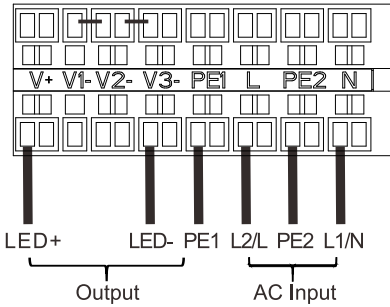 V+ V1- V2- V3- PE1 L PE2 N
LED+ LED- PE1 L2/L PE2 L1/N
Output AC Input